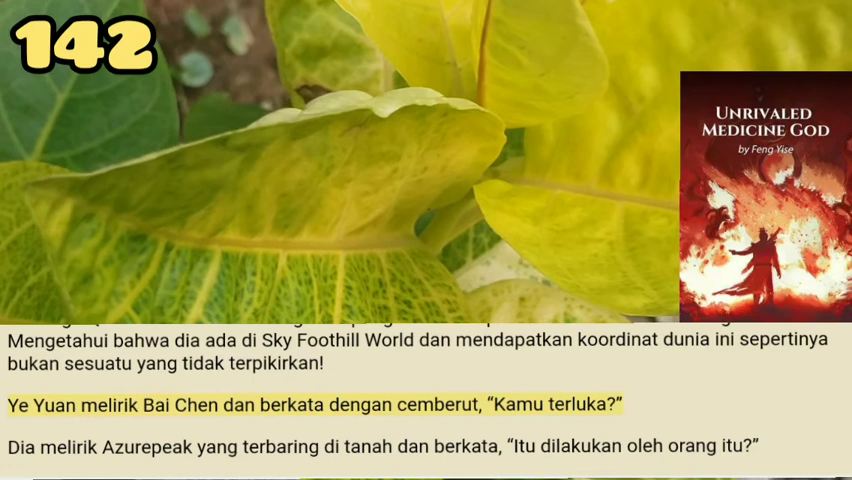 142
UNRIVALED
MEDICINE GOD
by Feng Yise
Mengetahui bahwa dia ada di Sky Foothill World dan mendapatkan koordinat dunia ini sepertinya
bukan sesuatu yang tidak terpikirkan!
Ye Yuan melirik Bai Chen dan berkata dengan cemberut, “Kamu terluka?”
Dia melirik Azurepeak yang terbaring di tanah dan berkata, “Itu dilakukan oleh orang itu?”